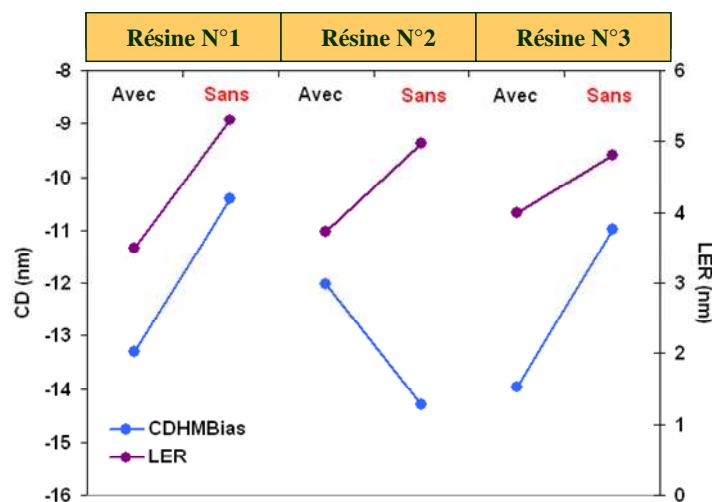 Résine N°1 Résine N°2 Résine N°3
-8 6
Avec Sans Avec Sans Avec Sans
-9
5
-10
4
-11
CD (nm)
LER (nm)
-12 3
-13
2
-14
CDHMBias
1
LER
-15
-16 0